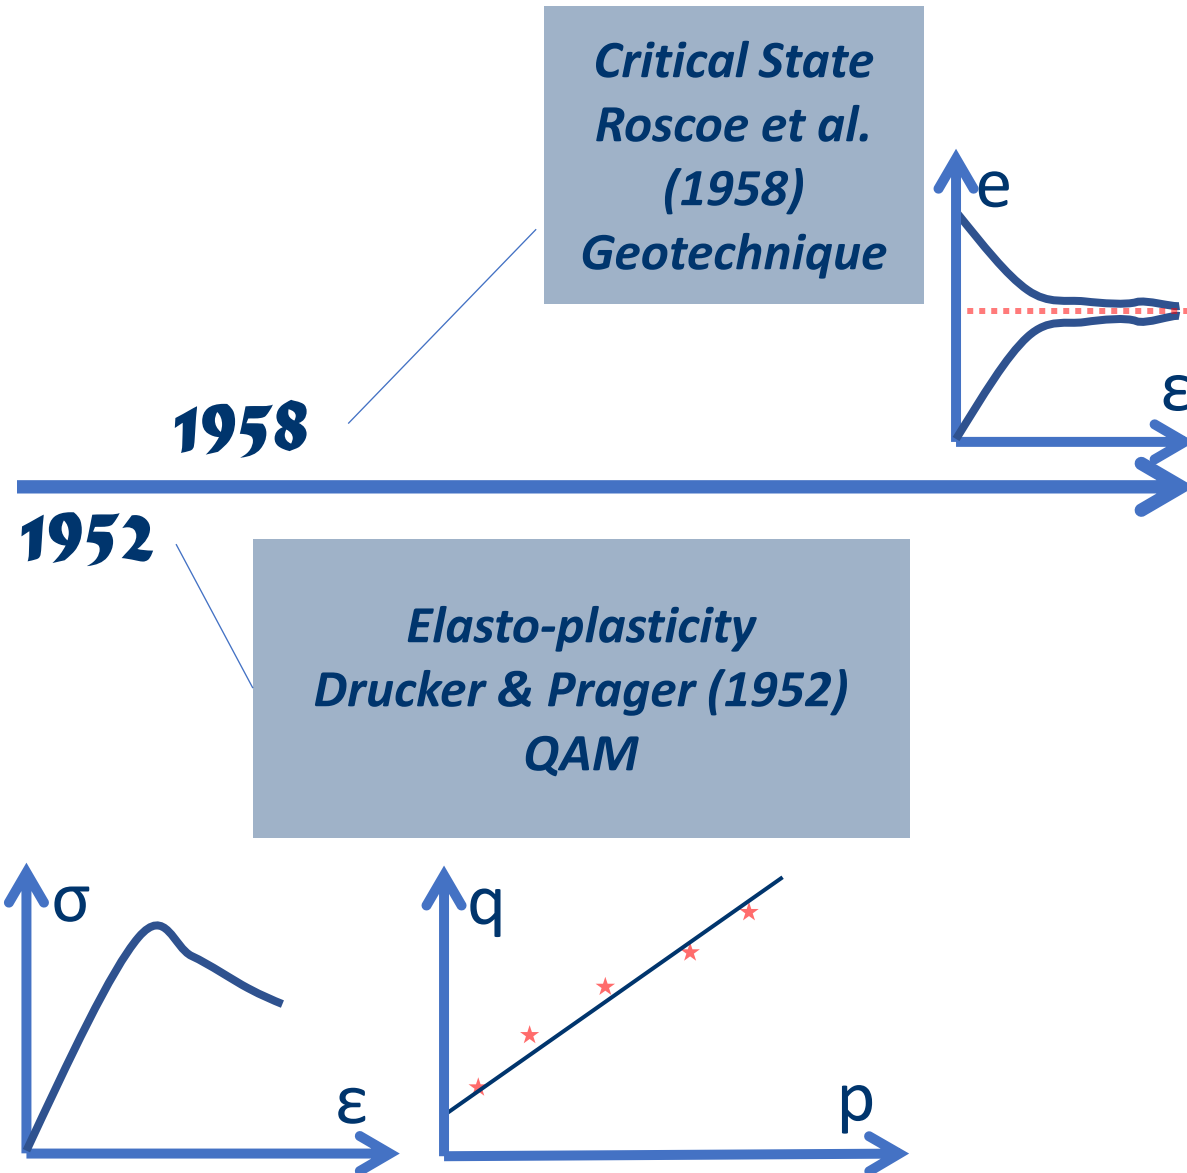 Critical State
Roscoe et al.
(1958)
Geotechnique
e
ε
1958
1952
Elasto-plasticity
Drucker & Prager (1952)
QAM
σ
ε
q
p